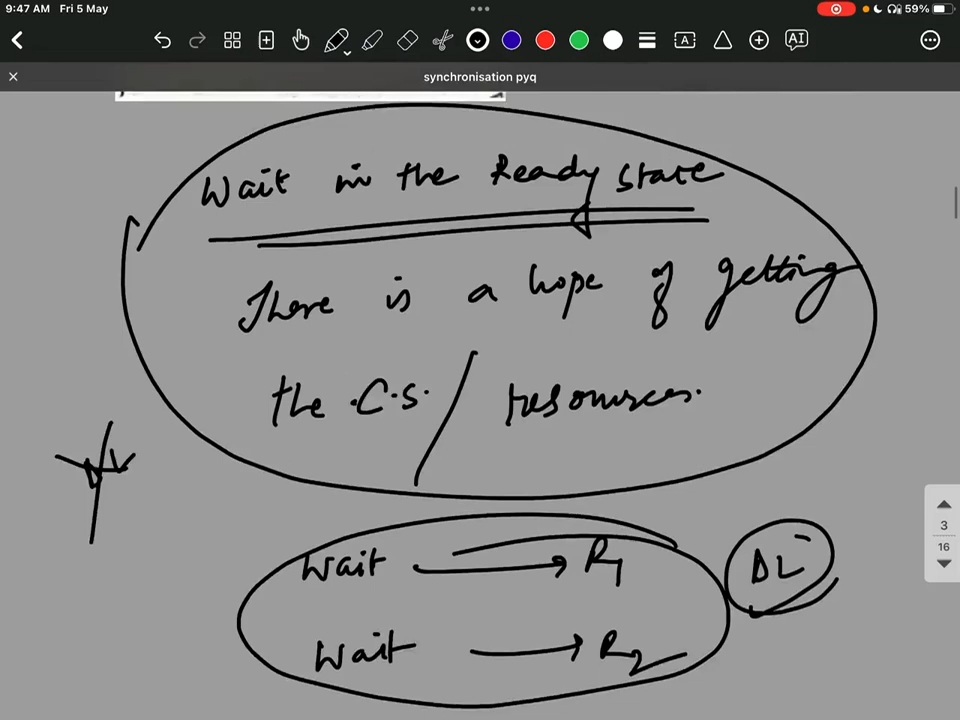 9:47 AM Fri 5 May
59%
synchronisation pyq
Wait in the Ready state
There is a hope of getting
the C.S. / resources.
Wait → R1
DL
Wait → R2
3
16
A
AI